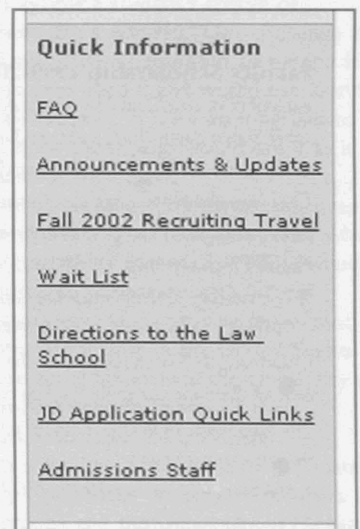 Quick Information
FAQ
Announcements & Updates
Fall 2002 Recruiting Travel
Wait List
Directions to the Law
School
JD Application Quick Links
Admissions Staff